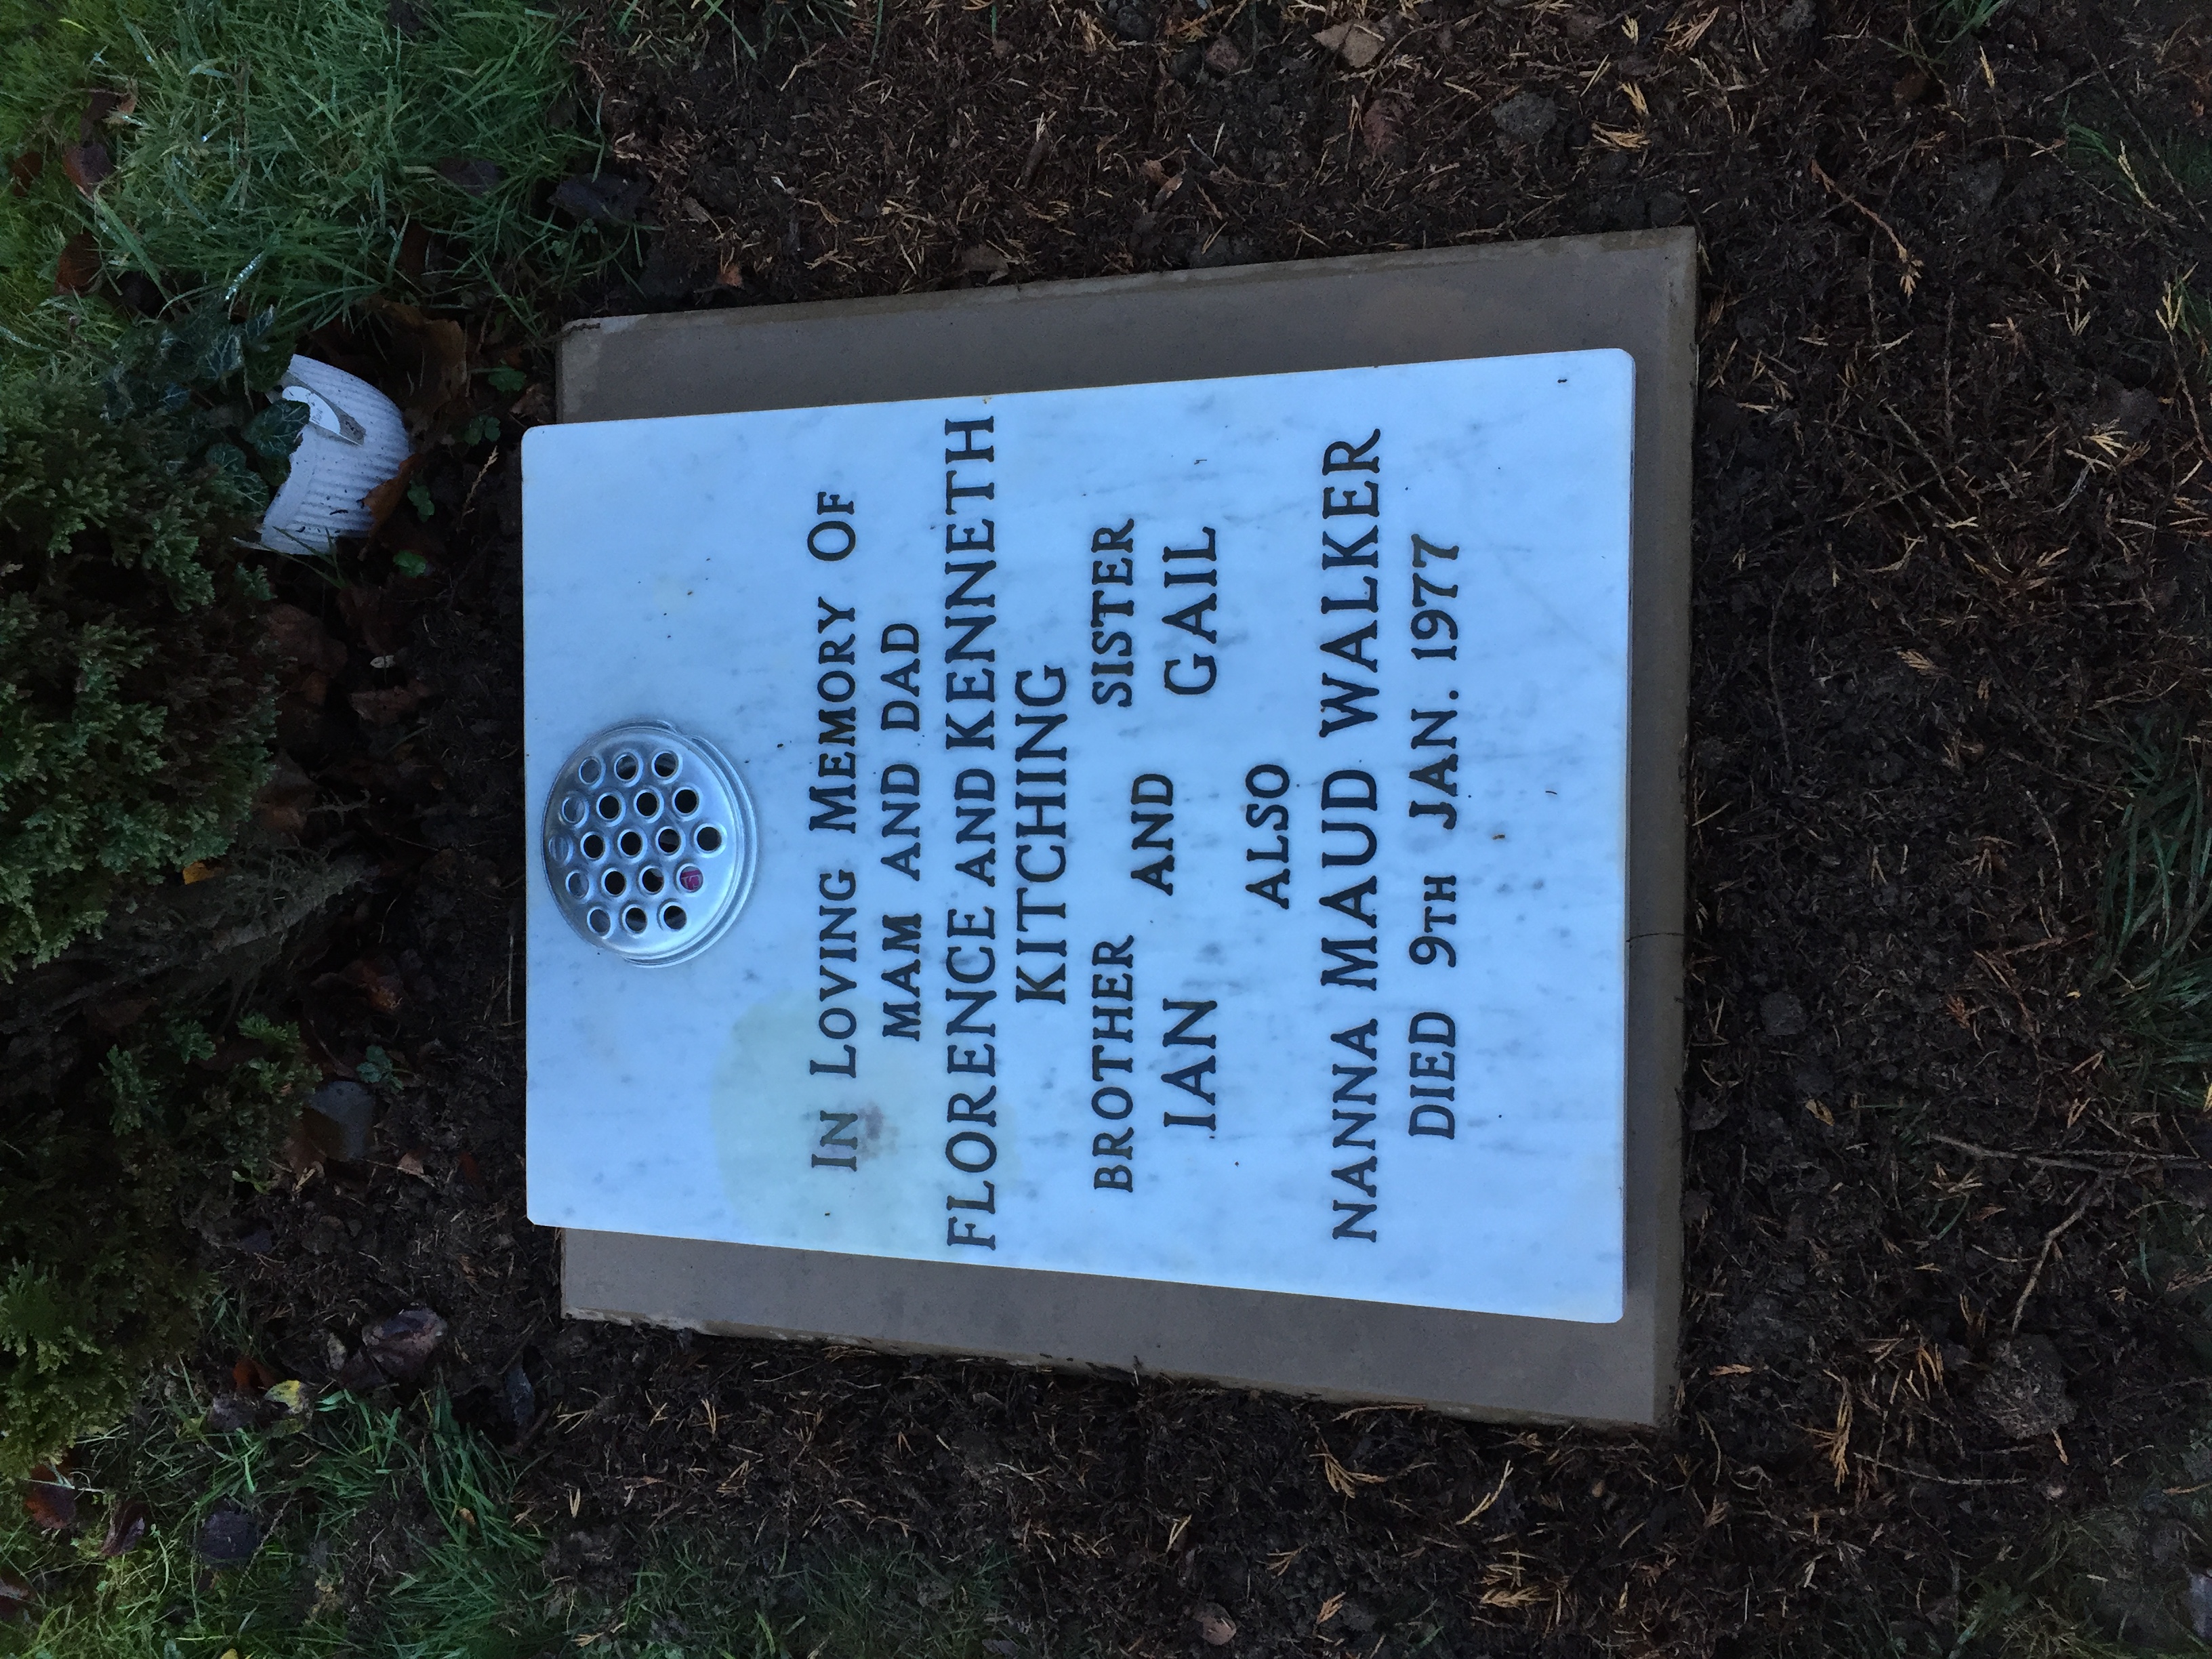 In Loving Memory Of
MAM AND DAD
FLORENCE AND KENNETH
KITCHING
BROTHER AND SISTER
IAN GAIL
ALSO
NANNA MAUD WALKER
DIED 9TH JAN. 1977